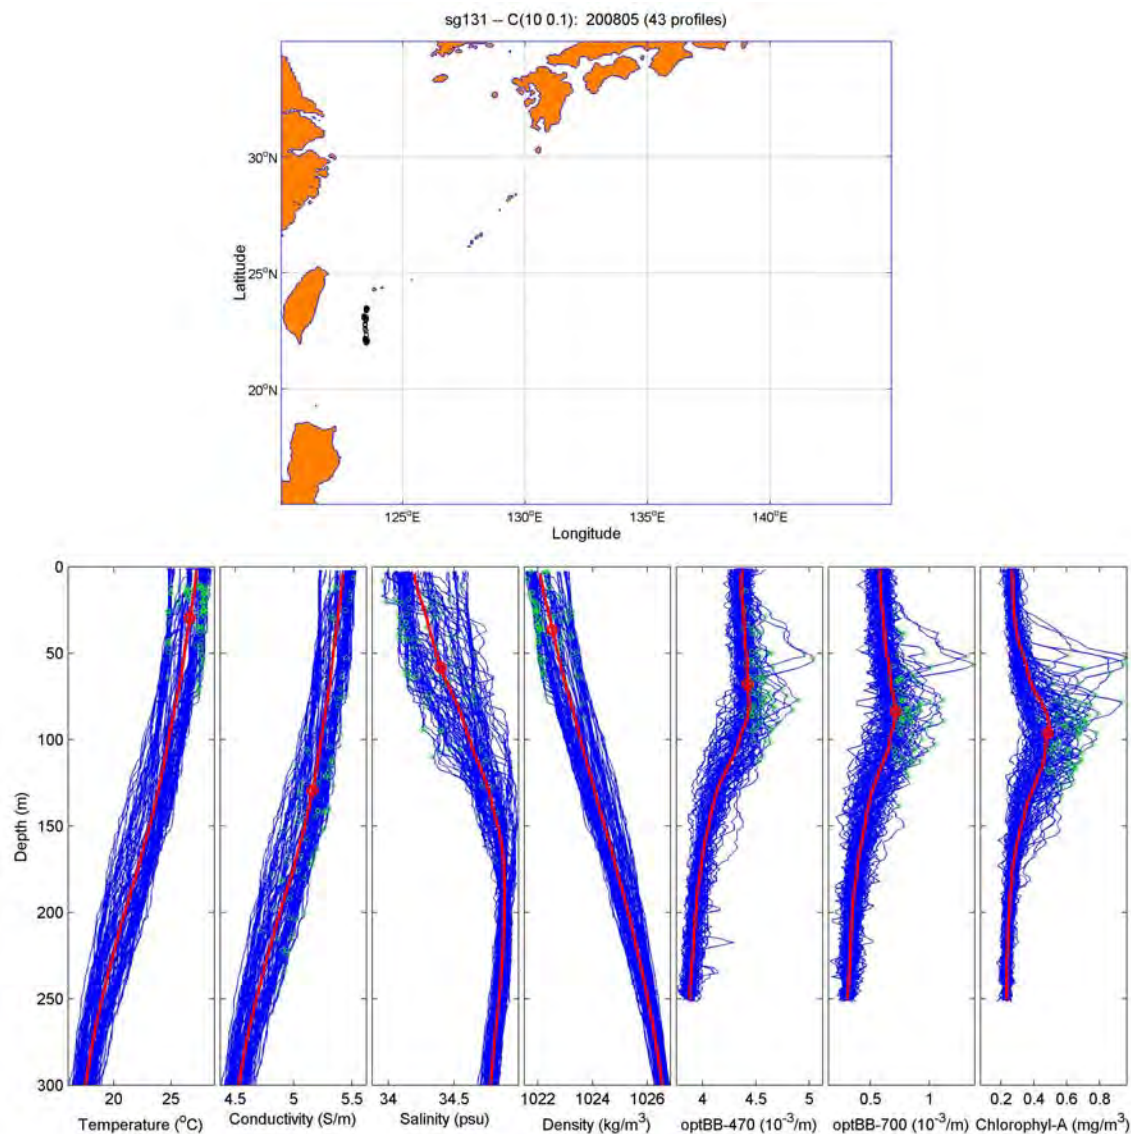 sg131 -- C(10 0.1): 200805 (43 profiles)
30°N
25°N
20°N
Latitude
125°E 130°E 135°E 140°E
Longitude
0
50
100
150
200
250
300
Depth (m)
20 25
4.5 5 5.5
34 34.5
1022 1024 1026
4 4.5 5
0.5 1
0.2 0.4 0.6 0.8
Temperature (°C)
Conductivity (S/m)
Salinity (psu)
Density (kg/m³)
optBB-470 (10⁻³/m)
optBB-700 (10⁻³/m)
Chlorophyl-A (mg/m³)